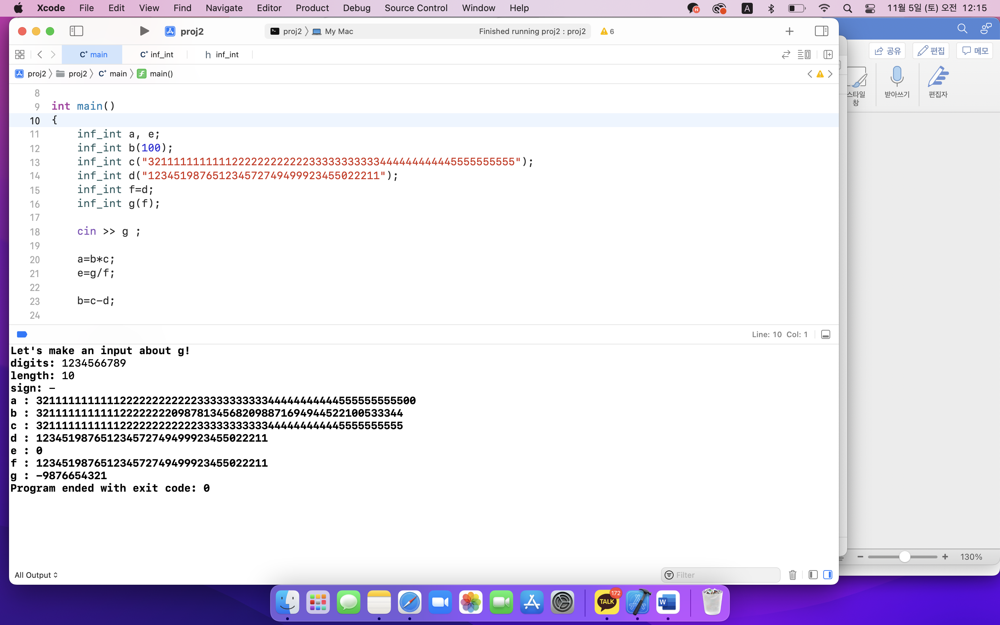 Xcode File Edit View Find Navigate Editor Product Debug Source Control Window Help
A
11월 5일 (토) 오전 12:15
proj2
proj2 My Mac
Finished running proj2 : proj2
6
main
inf_int
h inf_int
proj2 proj2 main main()
8
9 int main()
10 {
11 inf_int a, e;
12 inf_int b(100);
13 inf_int c("321111111111122222222222233333333333444444444445555555555");
14 inf_int d("123451987651234572749499923455022211");
15 inf_int f=d;
16 inf_int g(f);
17
18 cin >> g ;
19
20 a=b*c;
21 e=g/f;
22
23 b=c-d;
24
Line: 10 Col: 1
Let's make an input about g!
digits: 1234566789
length: 10
sign: -
a : 32111111111112222222222223333333333344444444444555555555500
b : 321111111111122222222098781345682098871694944522100533344
c : 321111111111122222222222233333333333444444444445555555555
d : 123451987651234572749499923455022211
e : 0
f : 123451987651234572749499923455022211
g : -9876654321
Program ended with exit code: 0
All Output
Filter
공유
편집
메모
스타일
창
받아쓰기
편집자
130%
TALK
172
W